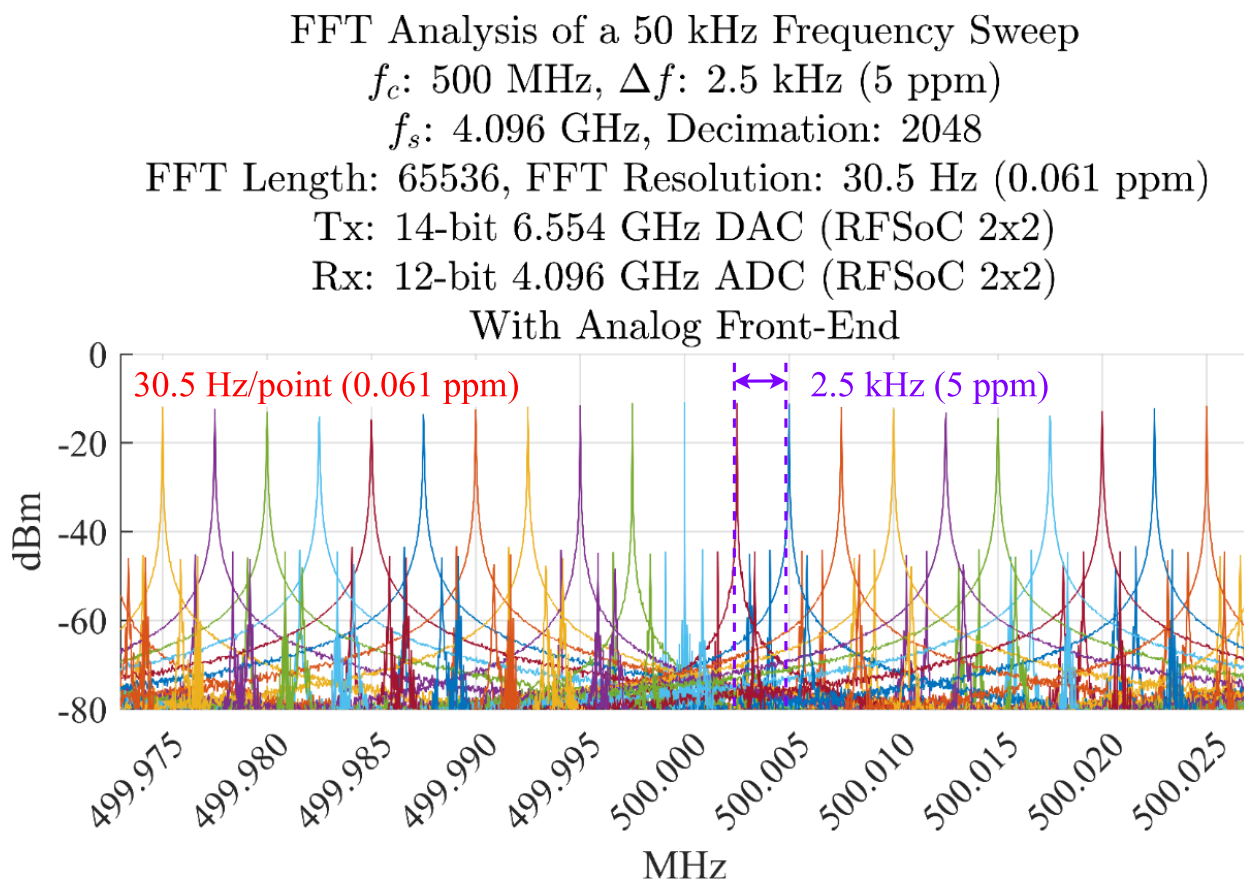 FFT Analysis of a 50 kHz Frequency Sweep
f_c: 500 MHz, Δf: 2.5 kHz (5 ppm)
f_s: 4.096 GHz, Decimation: 2048
FFT Length: 65536, FFT Resolution: 30.5 Hz (0.061 ppm)
Tx: 14-bit 6.554 GHz DAC (RFSoC 2x2)
Rx: 12-bit 4.096 GHz ADC (RFSoC 2x2)
With Analog Front-End
0
30.5 Hz/point (0.061 ppm)
2.5 kHz (5 ppm)
-20
-40
-60
-80
dBm
499.975
499.980
499.985
499.990
499.995
500.000
500.005
500.010
500.015
500.020
500.025
MHz